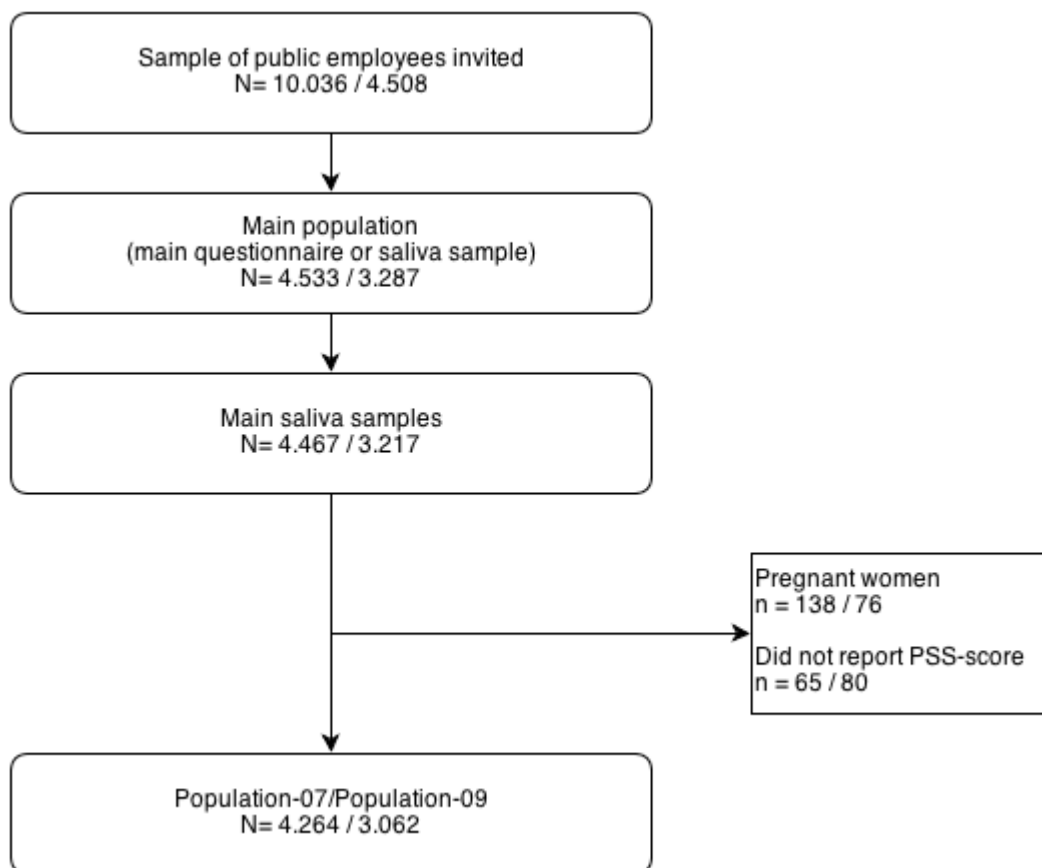 Sample of public employees invited
N= 10.036 / 4.508
Main population
(main questionnaire or saliva sample)
N= 4.533 / 3.287
Main saliva samples
N= 4.467 / 3.217
Pregnant women
n = 138 / 76
Did not report PSS-score
n = 65 / 80
Population-07/Population-09
N= 4.264 / 3.062